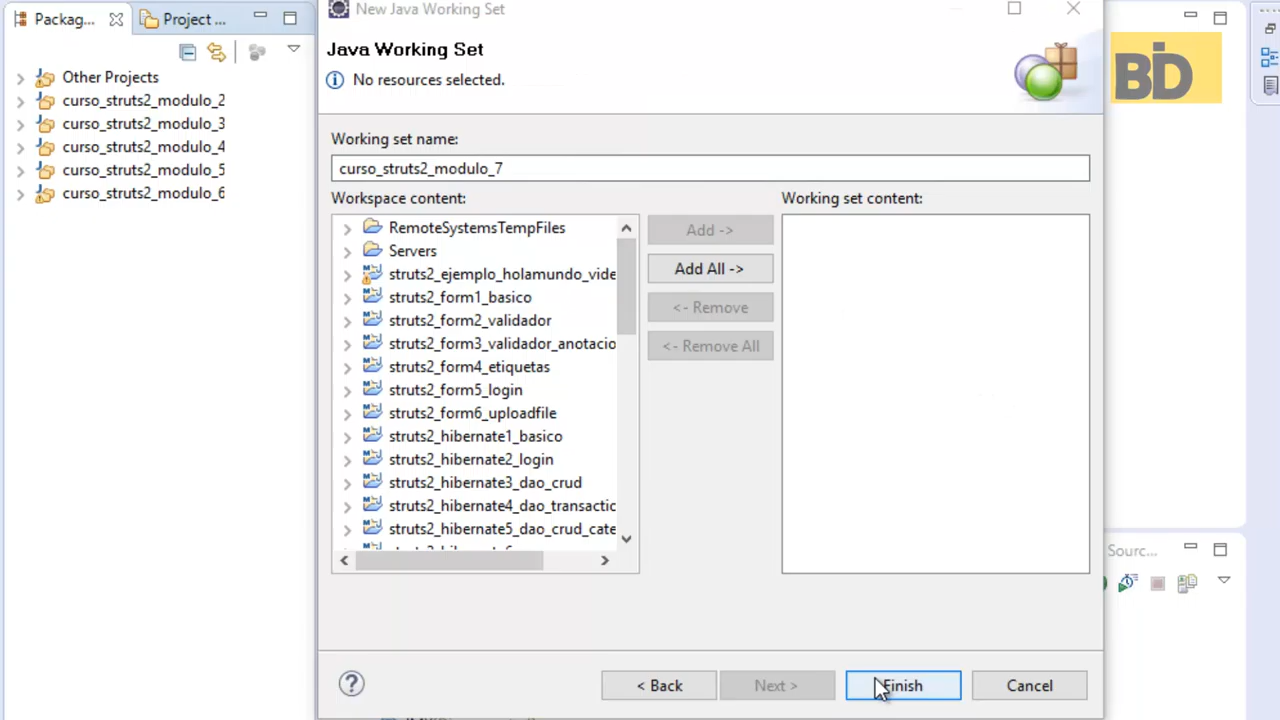 Packag...
Project ...
Other Projects
curso_struts2_modulo_2
curso_struts2_modulo_3
curso_struts2_modulo_4
curso_struts2_modulo_5
curso_struts2_modulo_6
New Java Working Set
Java Working Set
No resources selected.
Working set name:
curso_struts2_modulo_7
Workspace content:
RemoteSystemsTempFiles
Servers
struts2_ejemplo_holamundo_vide
struts2_form1_basico
struts2_form2_validador
struts2_form3_validador_anotacio
struts2_form4_etiquetas
struts2_form5_login
struts2_form6_uploadfile
struts2_hibernate1_basico
struts2_hibernate2_login
struts2_hibernate3_dao_crud
struts2_hibernate4_dao_transactic
struts2_hibernate5_dao_crud_cate
Add ->
Add All ->
<- Remove
<- Remove All
Working set content:
< Back
Next >
Finish
Cancel
BiD
Sourc...